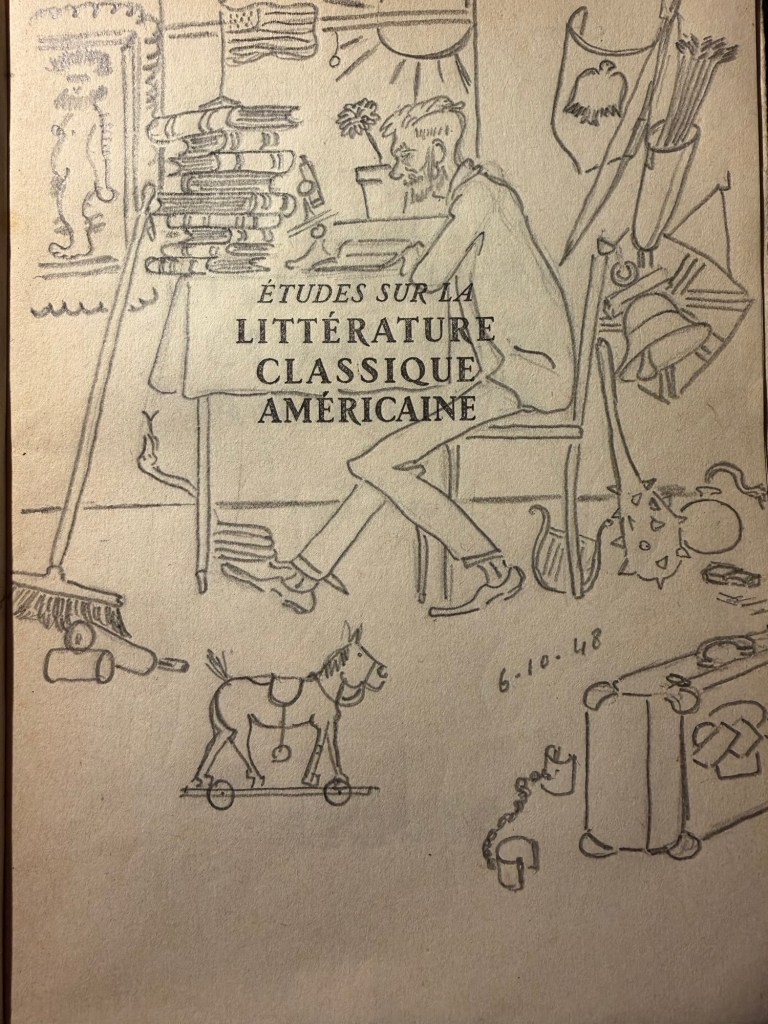 ÉTUDES SUR LA
LITTÉRATURE
CLASSIQUE
AMÉRICAINE
6-10-48